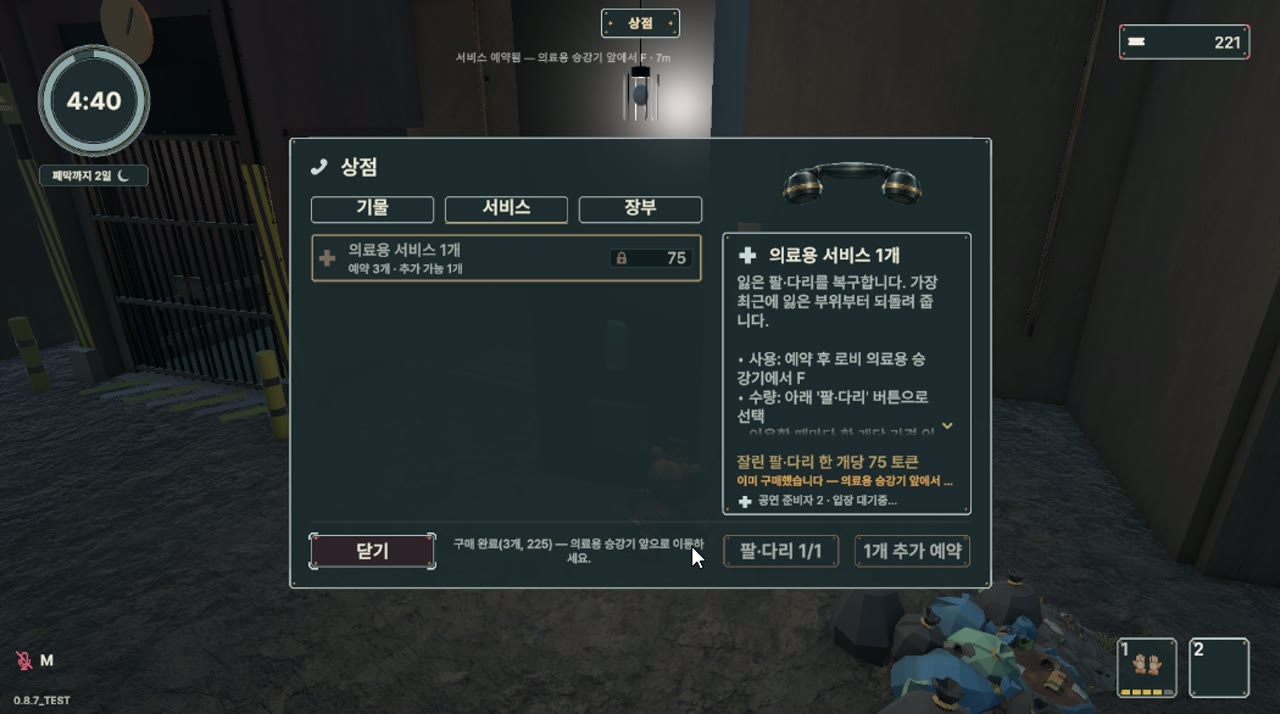 상점
서비스 예약됨 — 의료용 승강기 앞에서 F · 7m
221
4:40
폐막까지 2일
상점
기물
서비스
장부
의료용 서비스 1개
예약 3개 · 추가 가능 1개
75
의료용 서비스 1개
잃은 팔·다리를 복구합니다. 가장
최근에 잃은 부위부터 되돌려 줍
니다.
• 사용: 예약 후 로비 의료용 승
강기에서 F
• 수량: 아래 '팔·다리' 버튼으로
선택
잘린 팔·다리 한 개당 75 토큰
이미 구매했습니다 — 의료용 승강기 앞에서 ...
공연 준비자 2 · 입장 대기중...
닫기
구매 완료(3개, 225) — 의료용 승강기 앞으로 이동하
세요.
팔·다리 1/1
1개 추가 예약
M
1
2
0.8.7_TEST